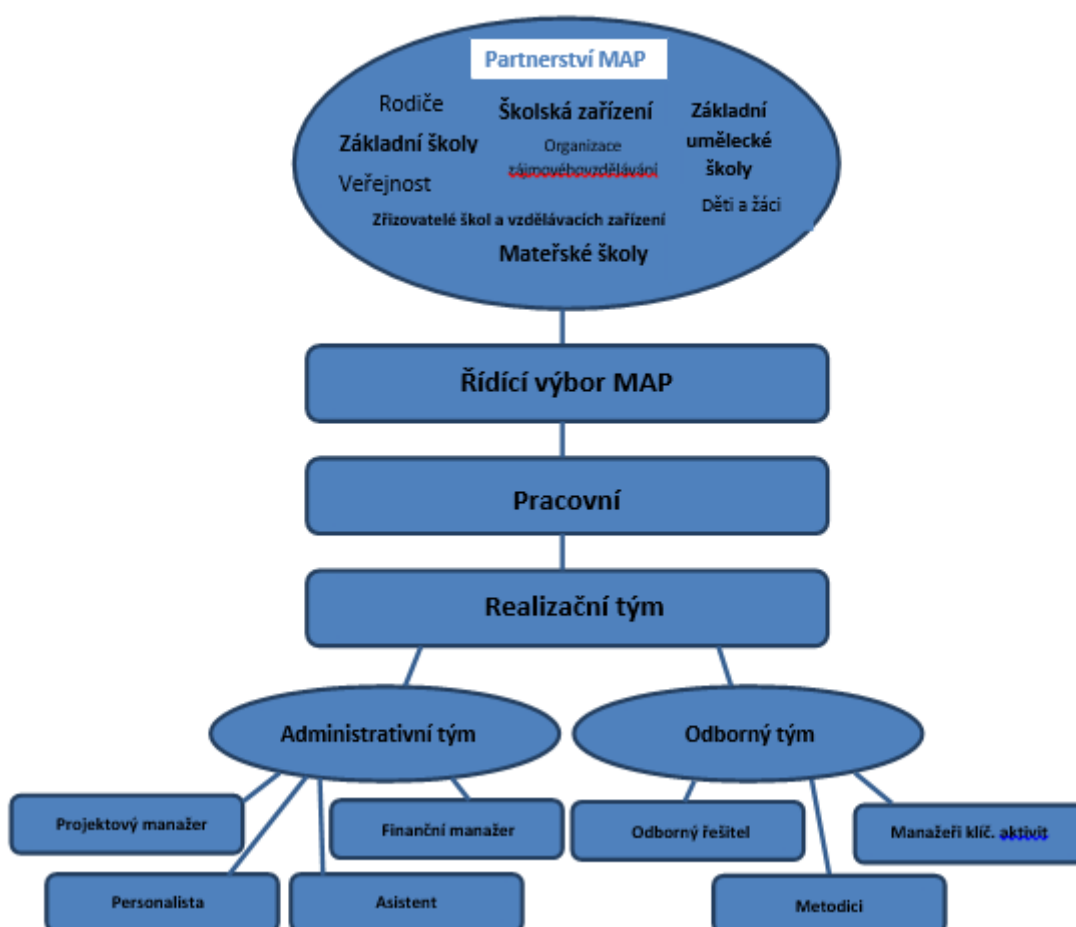 Partnerství MAP
Rodiče
Školská zařízení
Základní
umělecké
školy
Základní školy
Organizace
zájmovéhovzdělávání
Veřejnost
Děti a žáci
Zřizovatelé škol a vzdělávacích zařízení
Mateřské školy
Řídící výbor MAP
Pracovní
Realizační tým
Administrativní tým
Odborný tým
Projektový manažer
Finanční manažer
Odborný řešitel
Manažeři klíč. aktivit
Personalista
Asistent
Metodici